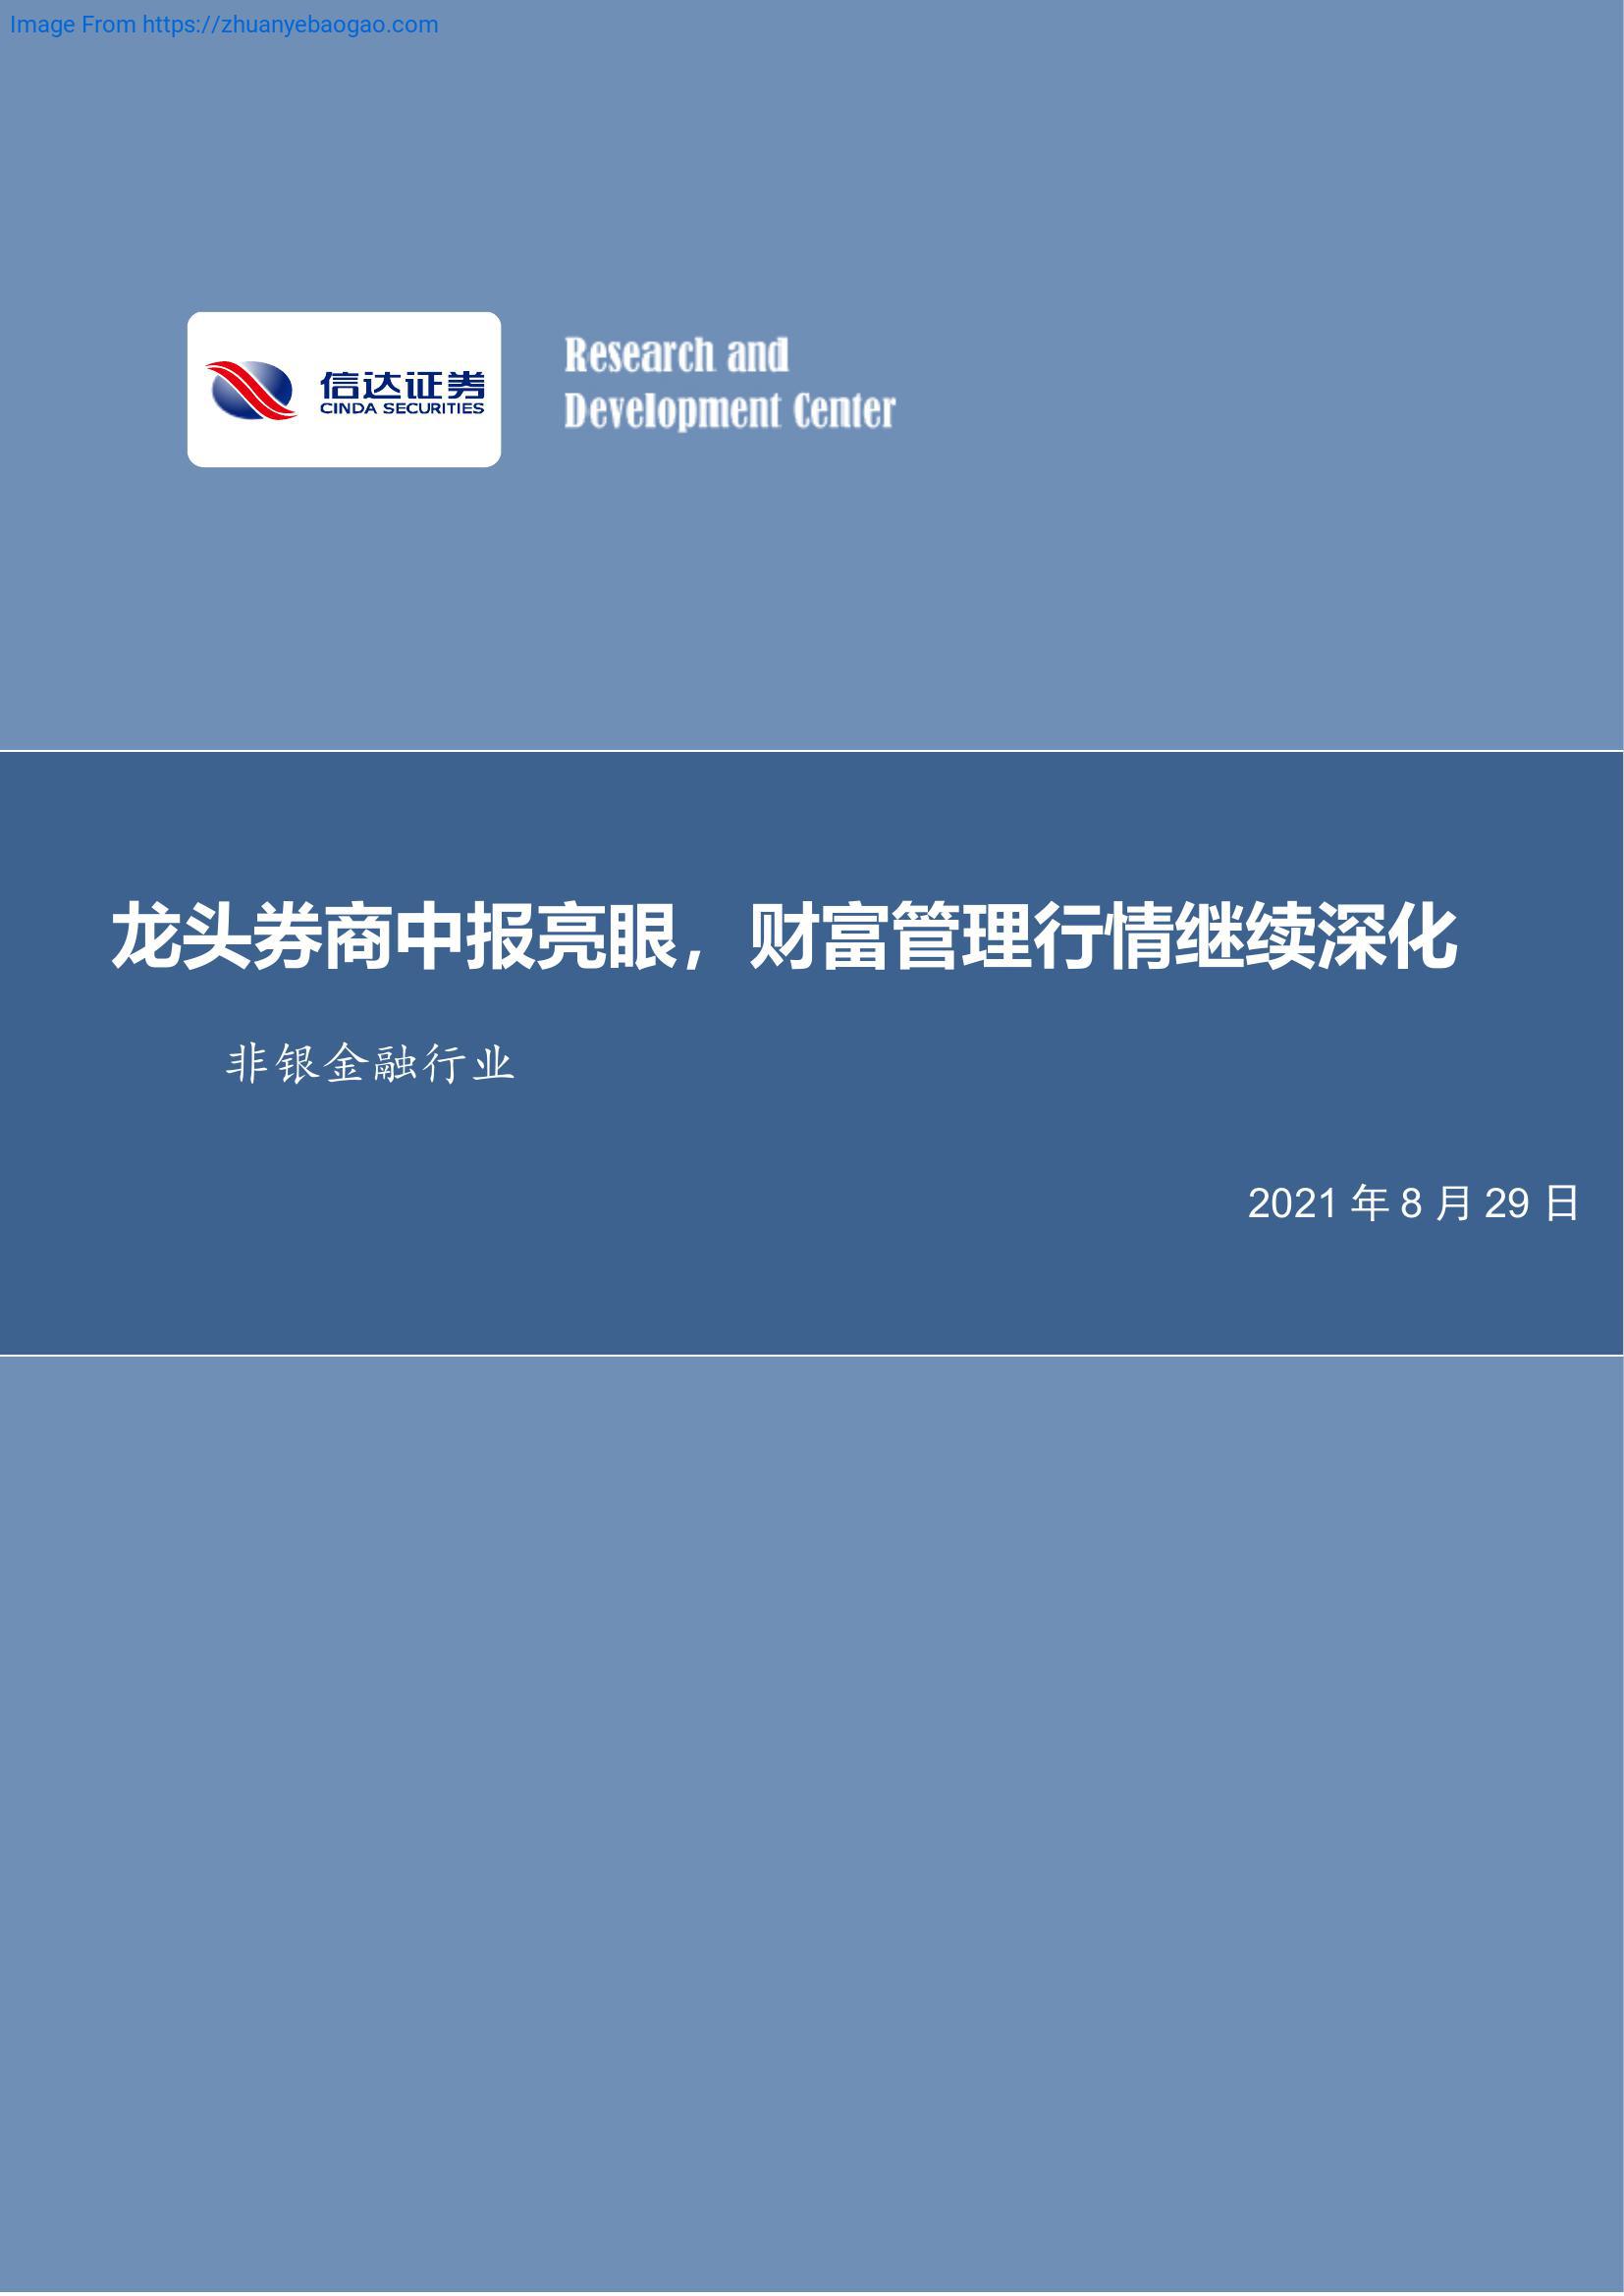 Image From https://zhuanyebaogao.com
信达证券
CINDA SECURITIES
Research and
Development Center
龙头券商中报亮眼，财富管理行情继续深化
非银金融行业
2021 年 8 月 29 日